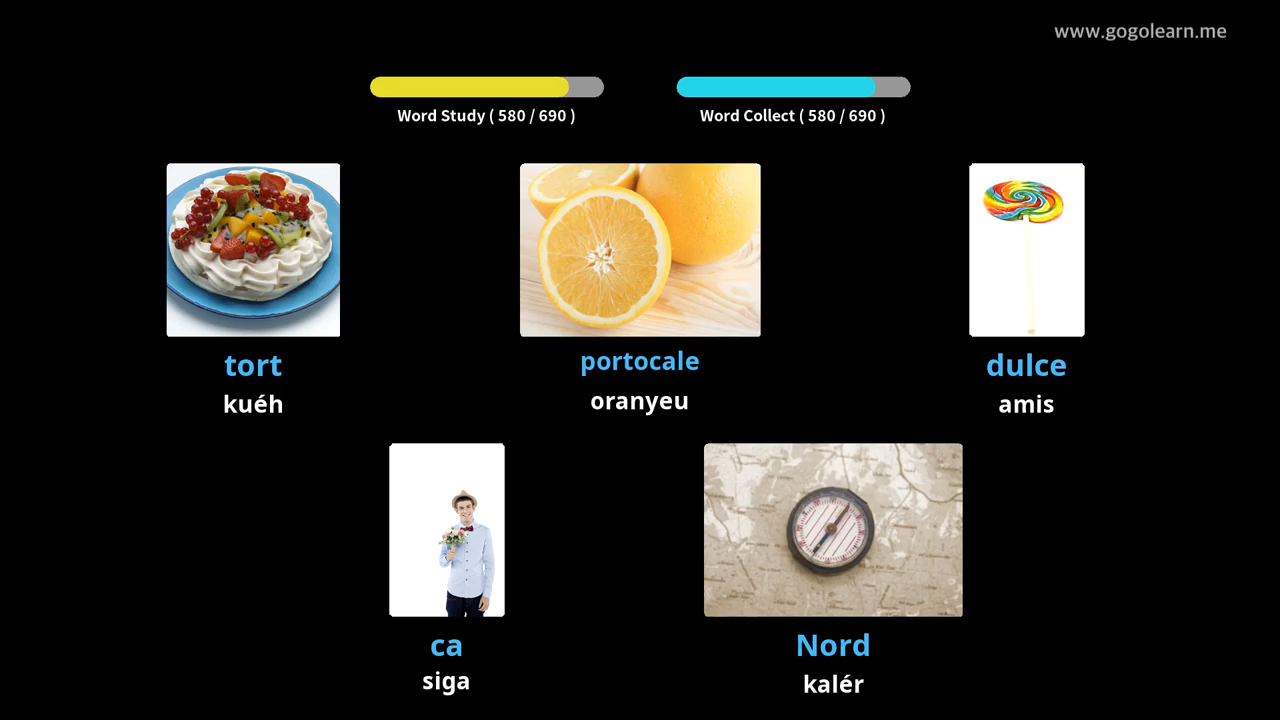 www.gogolearn.me
Word Study ( 580 / 690 )
Word Collect ( 580 / 690 )
tort
kuéh
portocale
oranyeu
dulce
amis
ca
siga
Nord
kalér